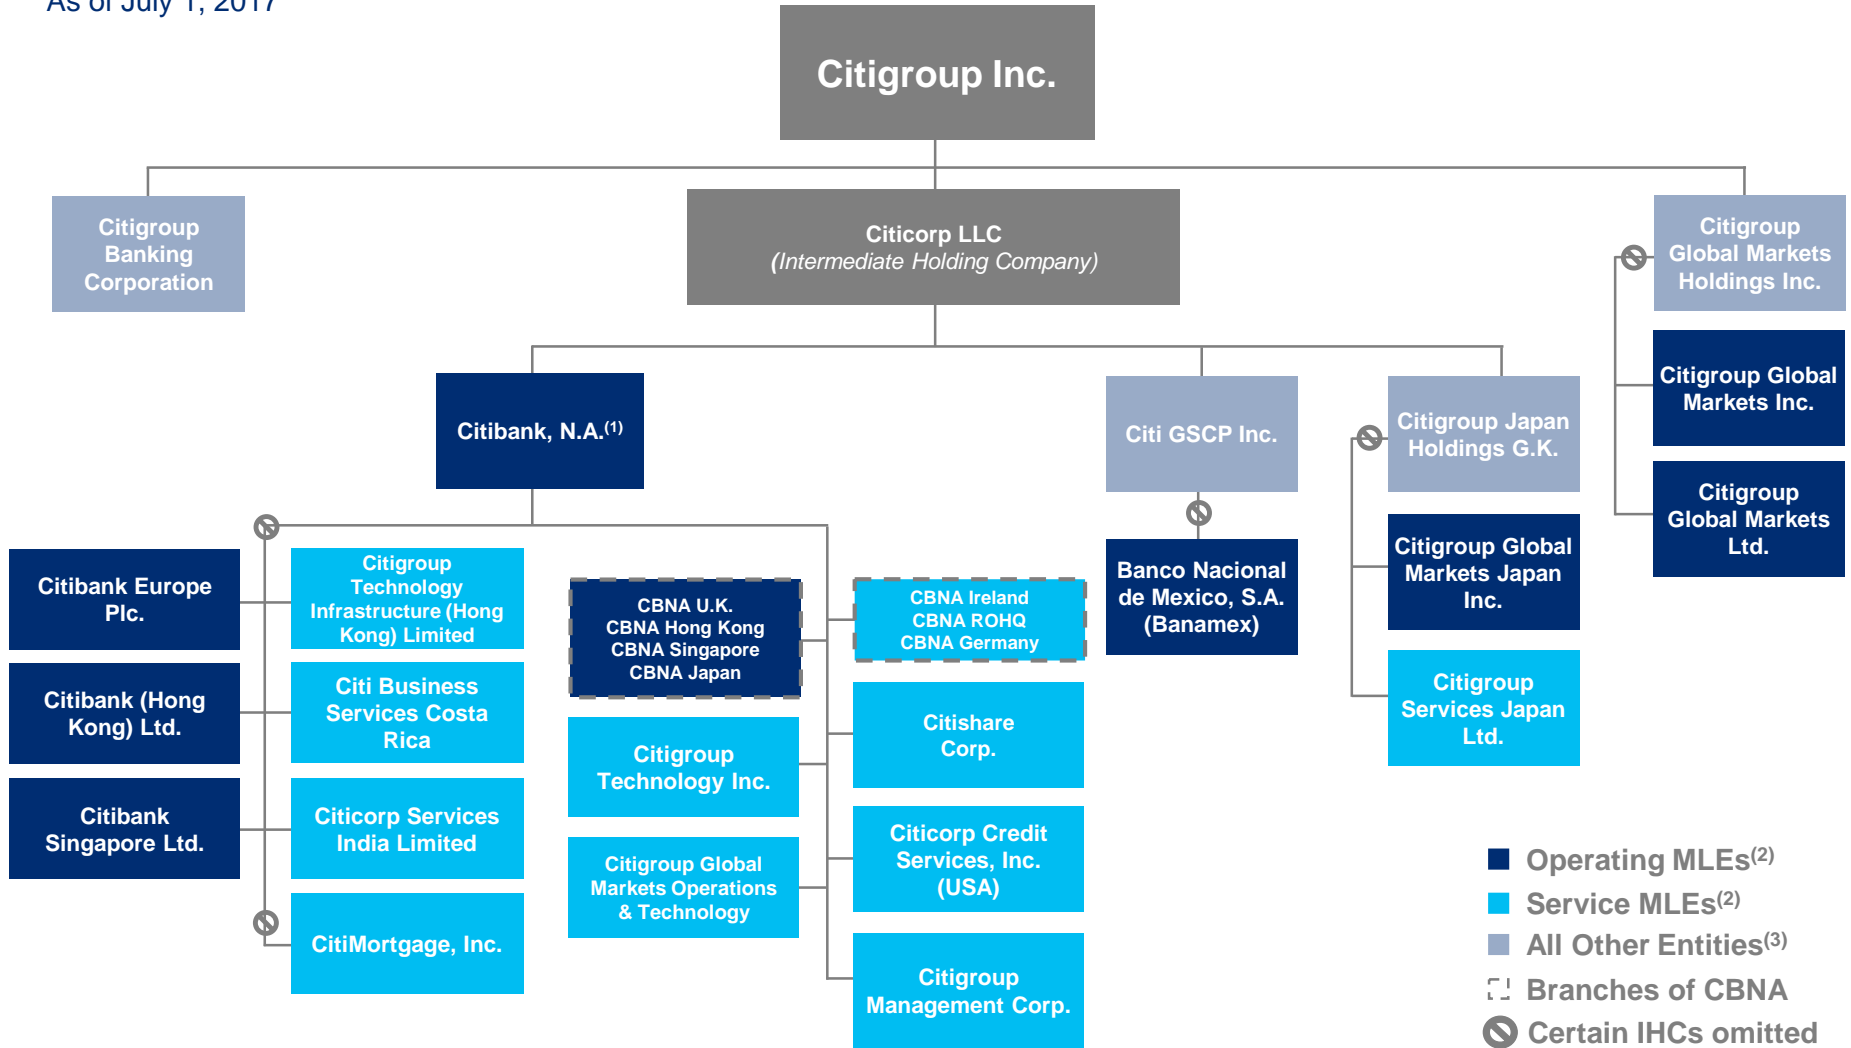 As of July 1, 2017
Citigroup Inc.
Citigroup
Banking
Corporation
Citicorp LLC
(Intermediate Holding Company)
Citigroup
Global Markets
Holdings Inc.
Citigroup Global
Markets Inc.
Citigroup
Global Markets
Ltd.
Citibank, N.A.(1)
Citi GSCP Inc.
Citigroup Japan
Holdings G.K.
Banco Nacional
de Mexico, S.A.
(Banamex)
Citigroup Global
Markets Japan
Inc.
Citigroup
Services Japan
Ltd.
Citibank Europe
Plc.
Citibank (Hong
Kong) Ltd.
Citibank
Singapore Ltd.
Citigroup
Technology
Infrastructure (Hong
Kong) Limited
Citi Business
Services Costa
Rica
Citicorp Services
India Limited
CitiMortgage, Inc.
CBNA U.K.
CBNA Hong Kong
CBNA Singapore
CBNA Japan
Citigroup
Technology Inc.
Citigroup Global
Markets Operations
& Technology
CBNA Ireland
CBNA ROHQ
CBNA Germany
Citishare
Corp.
Citicorp Credit
Services, Inc.
(USA)
Citigroup
Management Corp.
Operating MLEs(2)
Service MLEs(2)
All Other Entities(3)
Branches of CBNA
Certain IHCs omitted